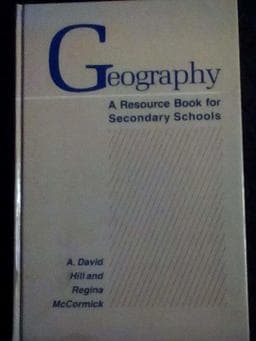 Geography
A Resource Book for
Secondary Schools
A. David
Hill and
Regina
McCormick